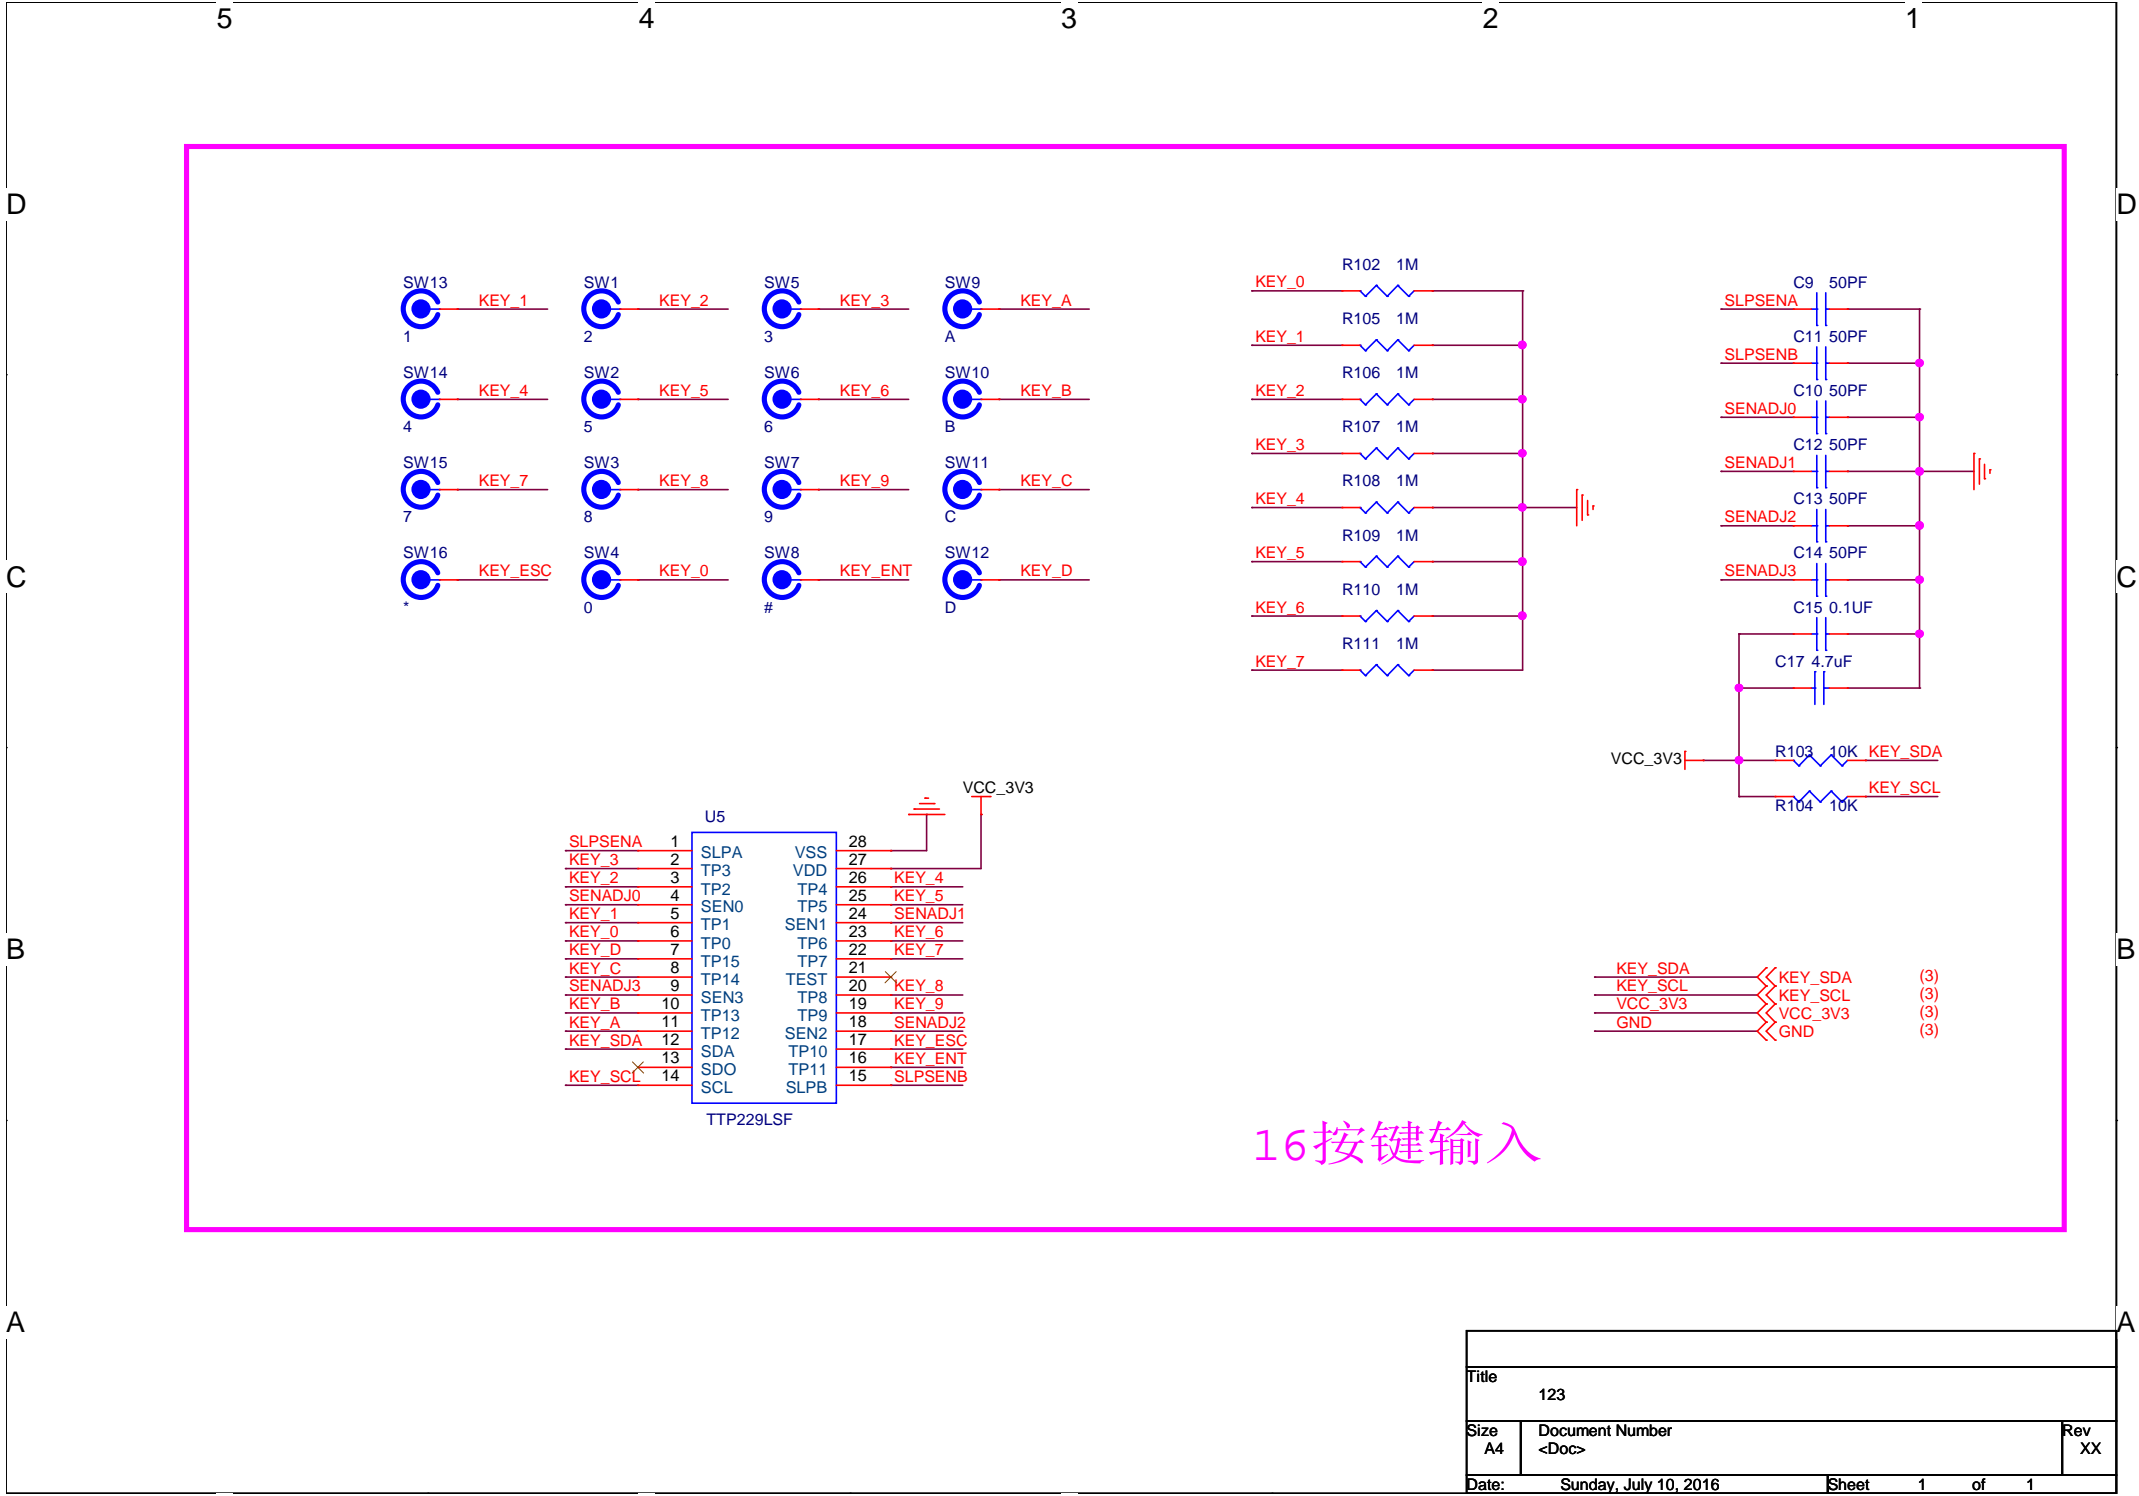 5 4 3 2 1
D D
SW13 SW1 SW5 SW9
KEY_1 KEY_2 KEY_3 KEY_A
1 2 3 A
SW14 SW2 SW6 SW10
KEY_4 KEY_5 KEY_6 KEY_B
4 5 6 B
SW15 SW3 SW7 SW11
KEY_7 KEY_8 KEY_9 KEY_C
7 8 9 C
SW16 SW4 SW8 SW12
KEY_ESC KEY_0 KEY_ENT KEY_D
* 0 # D
R102 1M
KEY_0
R105 1M
KEY_1
R106 1M
KEY_2
R107 1M
KEY_3
R108 1M
KEY_4
R109 1M
KEY_5
R110 1M
KEY_6
R111 1M
KEY_7
C9 50PF
SLPSENA
C11 50PF
SLPSENB
C10 50PF
SENADJ0
C12 50PF
SENADJ1
C13 50PF
SENADJ2
C14 50PF
SENADJ3
C15 0.1UF
C17 4.7uF
C C
VCC_3V3
R103 10K KEY_SDA
KEY_SCL
R104 10K
VCC_3V3
U5
SLPSENA 1 SLPA VSS 28
KEY_3 2 TP3 VDD 27
KEY_2 3 TP2 TP4 26 KEY_4
SENADJ0 4 SEN0 TP5 25 KEY_5
KEY_1 5 TP1 SEN1 24 SENADJ1
KEY_0 6 TP0 TP6 23 KEY_6
KEY_D 7 TP15 TP7 22 KEY_7
KEY_C 8 TP14 TEST 21
SENADJ3 9 SEN3 TP8 20 KEY_8
KEY_B 10 TP13 TP9 19 KEY_9
KEY_A 11 TP12 SEN2 18 SENADJ2
KEY_SDA 12 SDA TP10 17 KEY_ESC
13 SDO TP11 16 KEY_ENT
KEY_SCL 14 SCL SLPB 15 SLPSENB
TTP229LSF
B B
KEY_SDA KEY_SDA (3)
KEY_SCL KEY_SCL (3)
VCC_3V3 VCC_3V3 (3)
GND GND (3)
16按键输入
A A
Title
123
Size Document Number Rev
A4 <Doc> XX
Date: Sunday, July 10, 2016 Sheet 1 of 1